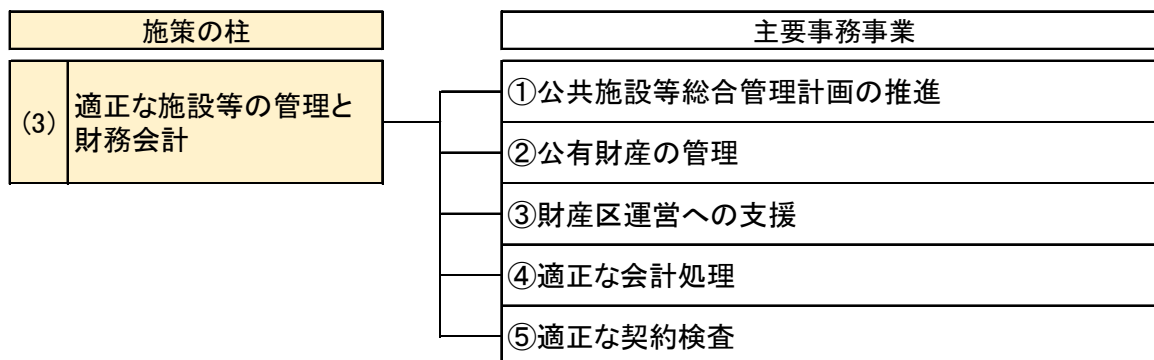 施策の柱
主要事務事業
(3)
適正な施設等の管理と
財務会計
①公共施設等総合管理計画の推進
②公有財産の管理
③財産区運営への支援
④適正な会計処理
⑤適正な契約検査